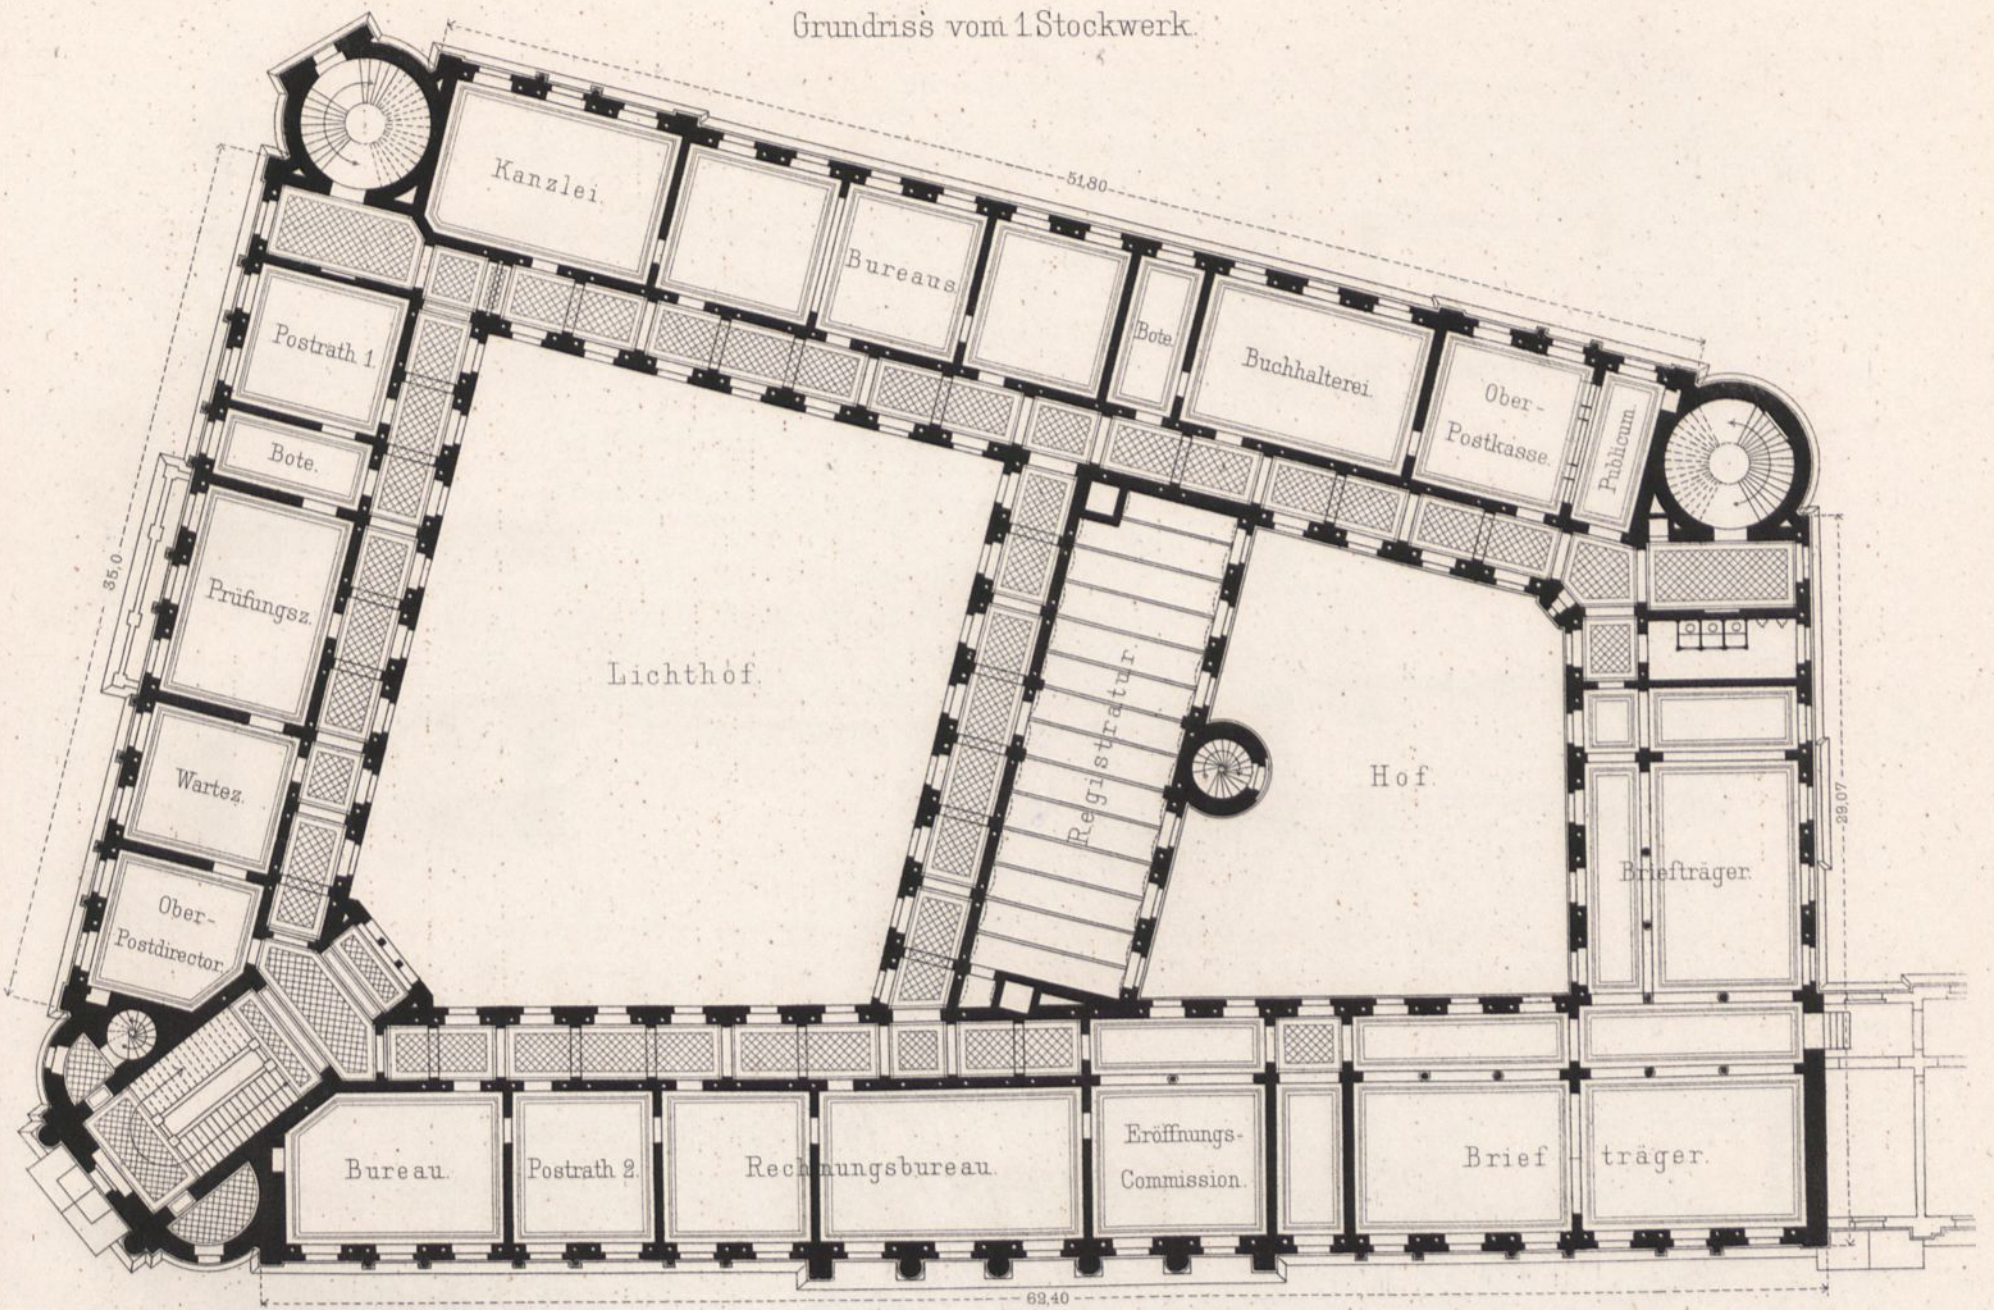 Grundriss vom 1 Stockwerk.
51,80
Kanzlei.
Bureaus.
Bote.
Buchhalterei.
Ober-
Postkasse.
Publicum.
Postrath 1.
Bote.
Prüfungsz.
Wartez.
Ober-
Postdirector.
35,0
Lichthof.
Registratur.
Hof.
Briefträger.
29,07
Bureau.
Postrath 2.
Rechnungsbureau.
Eröffnungs-
Commission.
Brief-träger.
62,40